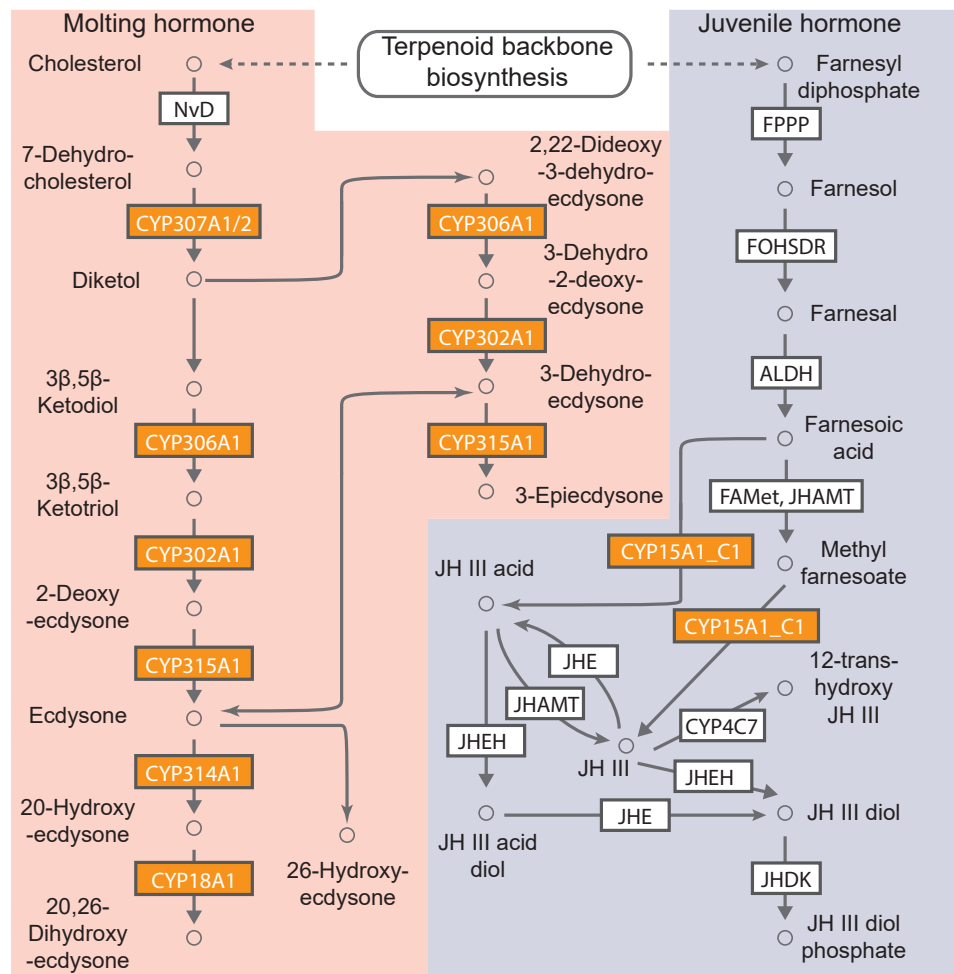 Molting hormone
Juvenile hormone
Terpenoid backbone
biosynthesis
Cholesterol
NvD
7-Dehydro-
cholesterol
CYP307A1/2
Diketol
3β,5β-
Ketodiol
CYP306A1
3β,5β-
Ketotriol
CYP302A1
2-Deoxy
-ecdysone
CYP315A1
Ecdysone
CYP314A1
20-Hydroxy
-ecdysone
CYP18A1
20,26-
Dihydroxy
-ecdysone
26-Hydroxy-
ecdysone
2,22-Dideoxy
-3-dehydro-
ecdysone
CYP306A1
3-Dehydro
-2-deoxy-
ecdysone
CYP302A1
3-Dehydro-
ecdysone
CYP315A1
3-Epiecdysone
Farnesyl
diphosphate
FPPP
Farnesol
FOHSDR
Farnesal
ALDH
Farnesoic
acid
FAMet, JHAMT
CYP15A1_C1
Methyl
farnesoate
CYP15A1_C1
JH III acid
JHE
JHAMT
JHEH
12-trans-
hydroxy
JH III
CYP4C7
JH III
JHEH
JH III acid
diol
JHE
JH III diol
JHDK
JH III diol
phosphate